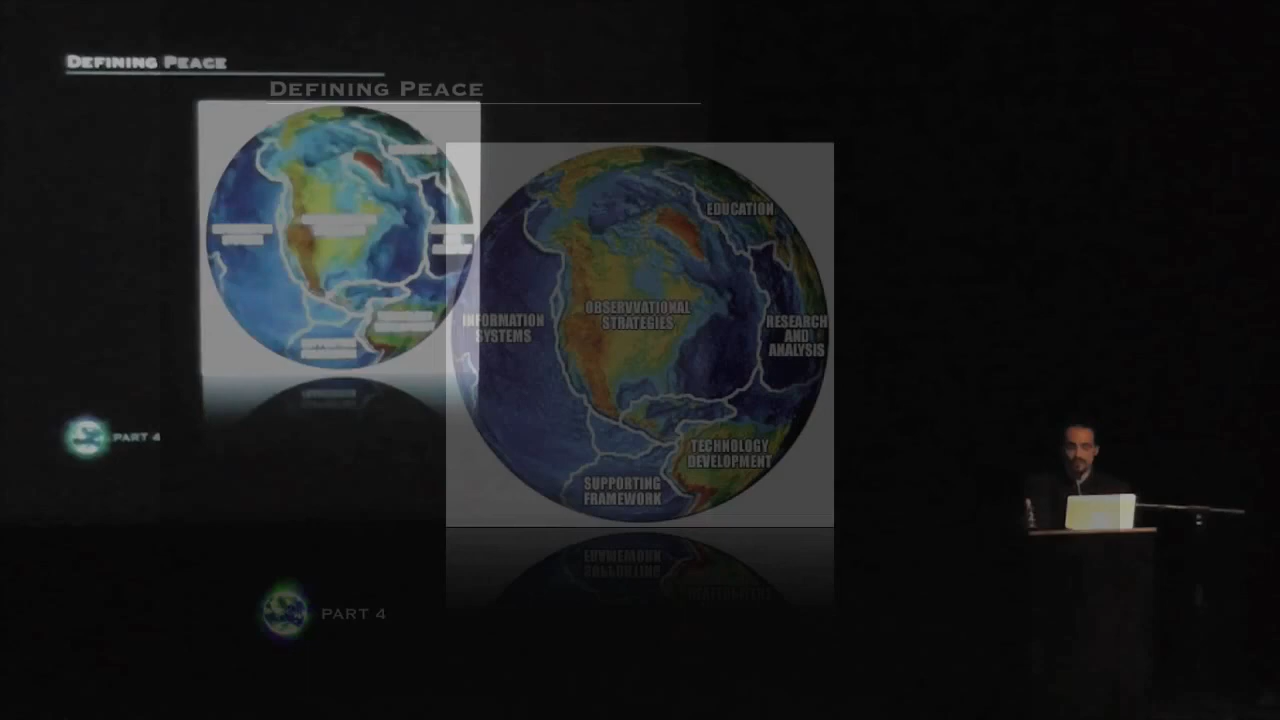 DEFINING PEACE
DEFINING PEACE
EDUCATION
OBSERVVATIONAL
STRATEGIES
INFORMATION
SYSTEMS
RESEARCH
AND
ANALYSIS
TECHNOLOGY
DEVELOPMENT
SUPPORTING
FRAMEWORK
PART 4
PART 4